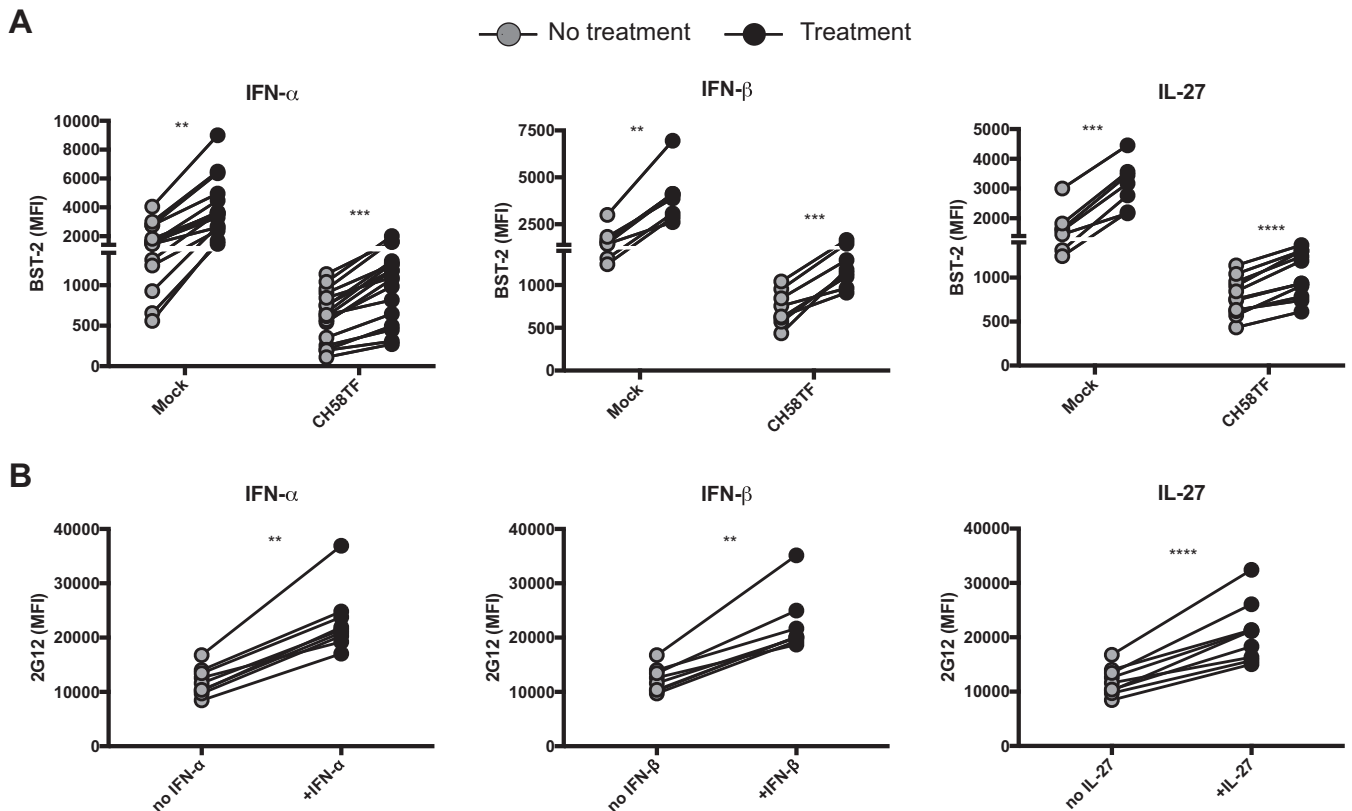 A
No treatment
Treatment
IFN-α
**
***
BST-2 (MFI)
10000
8000
6000
4000
2000
1000
500
0
Mock
CH58TF
IFN-β
**
***
BST-2 (MFI)
7500
5000
2500
1000
500
0
Mock
CH58TF
IL-27
***
****
BST-2 (MFI)
5000
4000
3000
2000
1000
500
0
Mock
CH58TF
B
IFN-α
**
2G12 (MFI)
40000
30000
20000
10000
0
no IFN-α
+IFN-α
IFN-β
**
2G12 (MFI)
40000
30000
20000
10000
0
no IFN-β
+IFN-β
IL-27
****
2G12 (MFI)
40000
30000
20000
10000
0
no IL-27
+IL-27